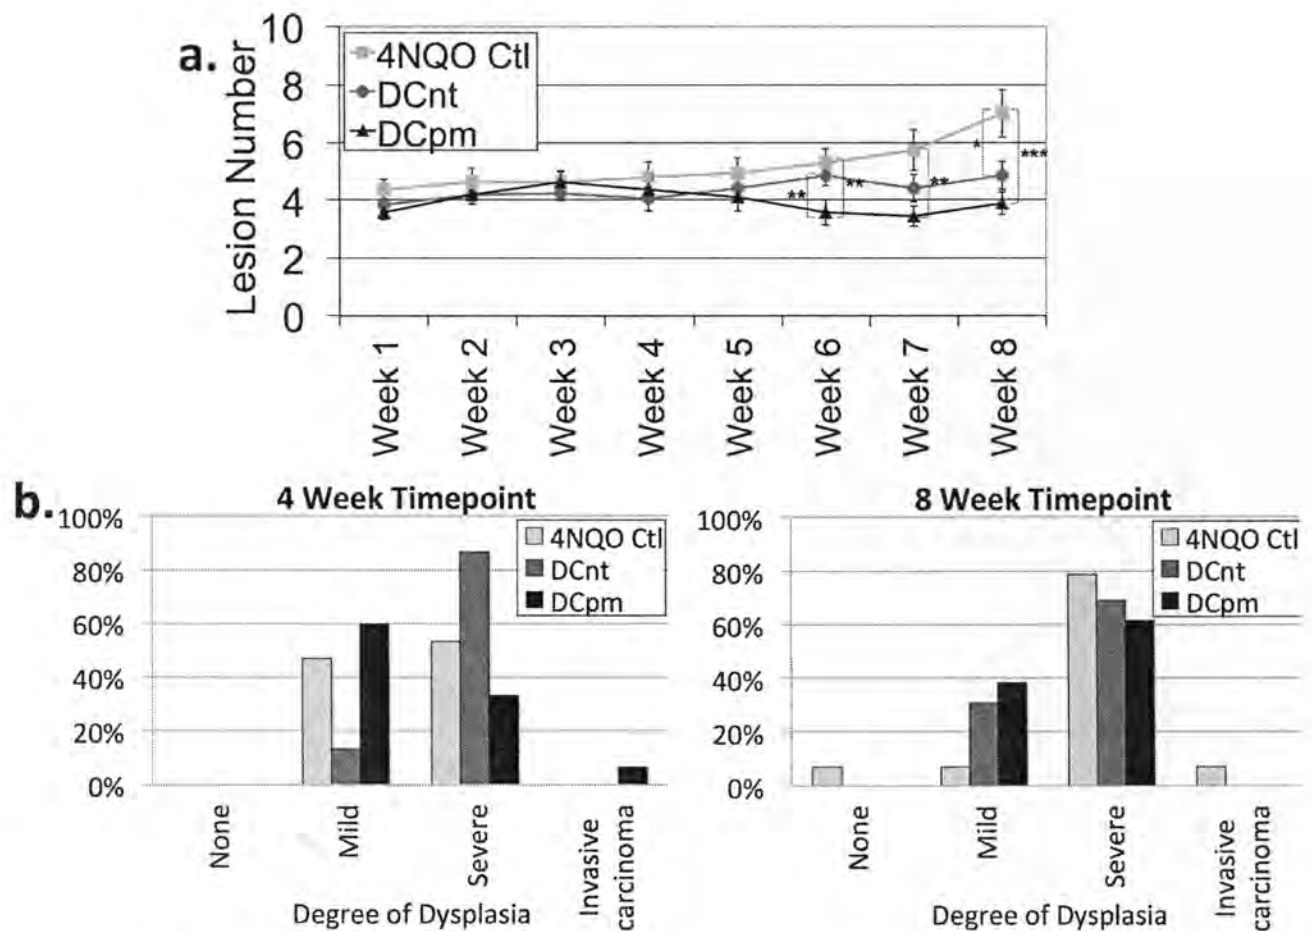 a.
Lesion Number
10
8
6
4
2
0
4NQO Ctl
DCnt
DCpm
**
**
**
*
***
Week 1
Week 2
Week 3
Week 4
Week 5
Week 6
Week 7
Week 8
b.
4 Week Timepoint
100%
80%
60%
40%
20%
0%
4NQO Ctl
DCnt
DCpm
None
Mild
Severe
Invasive
carcinoma
Degree of Dysplasia
8 Week Timepoint
100%
80%
60%
40%
20%
0%
4NQO Ctl
DCnt
DCpm
None
Mild
Severe
Invasive
carcinoma
Degree of Dysplasia